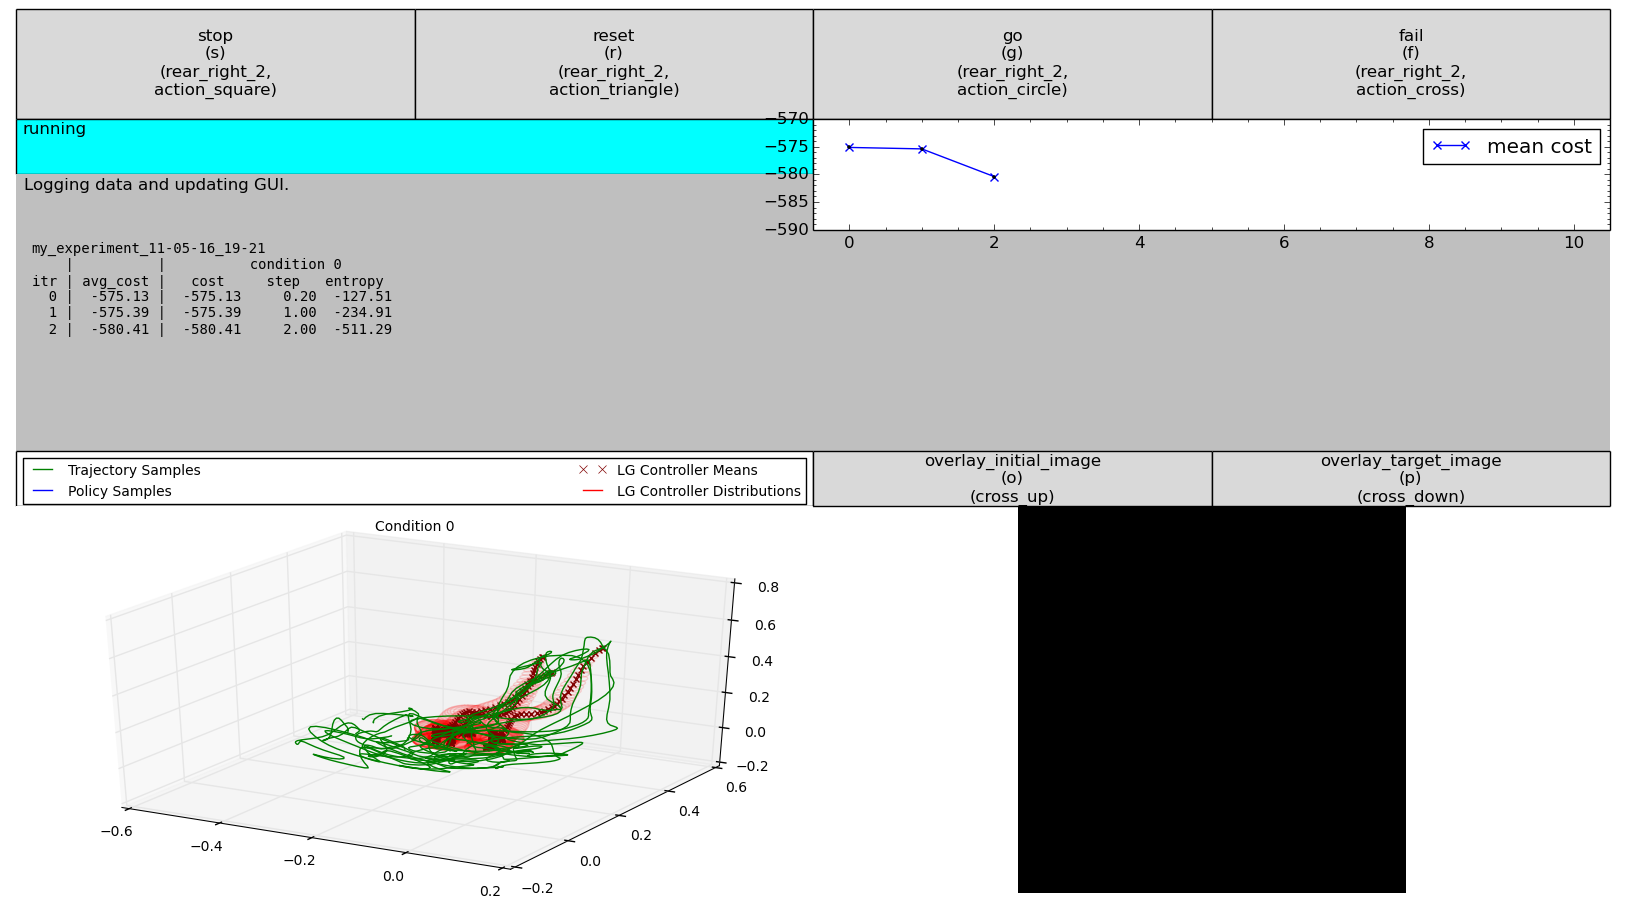 stop
(s)
(rear_right_2,
action_square)
reset
(r)
(rear_right_2,
action_triangle)
go
(g)
(rear_right_2,
action_circle)
fail
(f)
(rear_right_2,
action_cross)
running
−570
−575
−580
−585
−590
mean cost
0 2 4 6 8 10
Logging data and updating GUI.
my_experiment_11-05-16_19-21
| | condition 0
itr | avg_cost | cost step entropy
0 | -575.13 | -575.13 0.20 -127.51
1 | -575.39 | -575.39 1.00 -234.91
2 | -580.41 | -580.41 2.00 -511.29
Trajectory Samples
Policy Samples
LG Controller Means
LG Controller Distributions
overlay_initial_image
(o)
(cross_up)
overlay_target_image
(p)
(cross_down)
Condition 0
0.8
0.6
0.4
0.2
0.0
−0.2
0.6
0.4
0.2
0.0
−0.2
−0.6
−0.4
−0.2
0.0
0.2